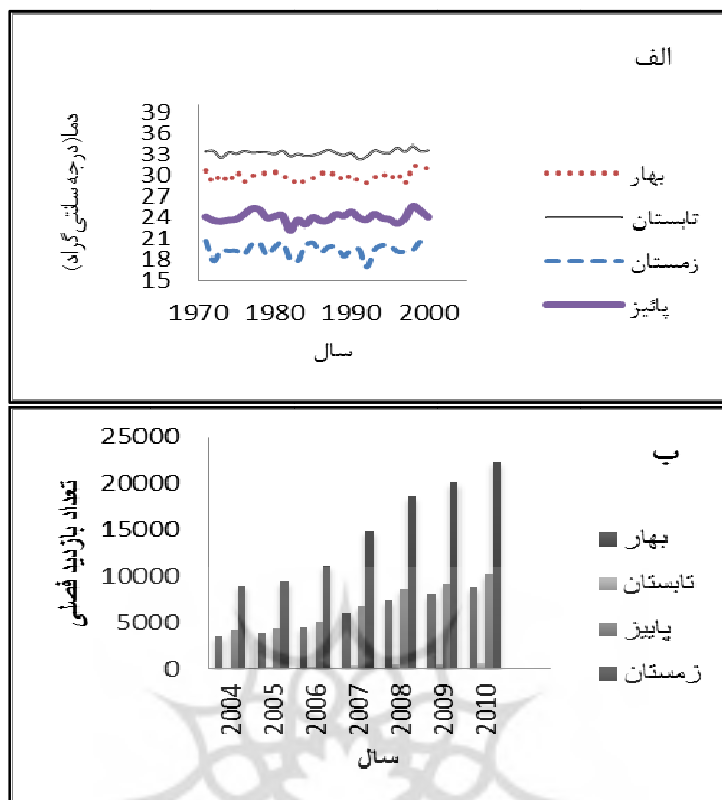 الف
دما(درجه سلنتی گراد)
39
36
33
30
27
24
21
18
15
1970 1980 1990 2000
سال
بهار
تابستان
زمستان
پائیز
ب
تعداد بازدید فصلی
25000
20000
15000
10000
5000
0
2004 2005 2006 2007 2008 2009 2010
سال
بهار
تابستان
پاییز
زمستان